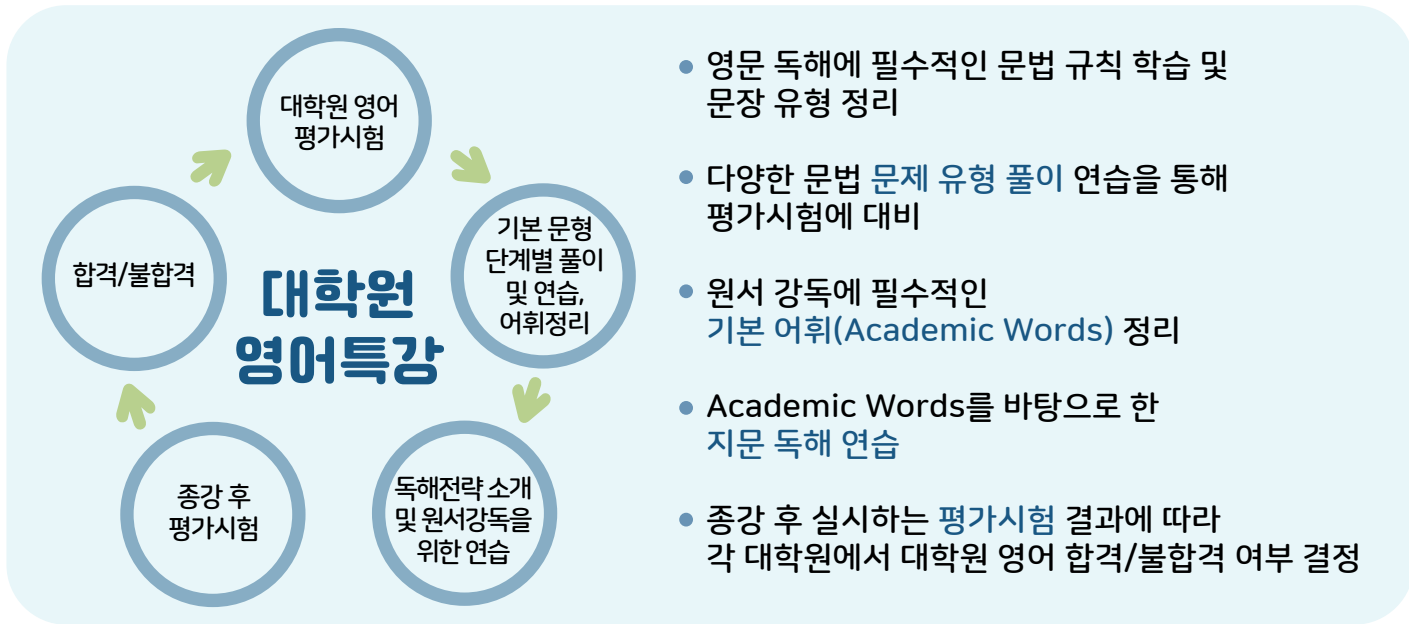 대학원 영어
평가시험
기본 문형
단계별 풀이
및 연습,
어휘정리
독해전략 소개
및 원서강독을
위한 연습
종강 후
평가시험
합격/불합격
대학원
영어특강
영문 독해에 필수적인 문법 규칙 학습 및
문장 유형 정리
다양한 문법 문제 유형 풀이 연습을 통해
평가시험에 대비
원서 강독에 필수적인
기본 어휘(Academic Words) 정리
Academic Words를 바탕으로 한
지문 독해 연습
종강 후 실시하는 평가시험 결과에 따라
각 대학원에서 대학원 영어 합격/불합격 여부 결정